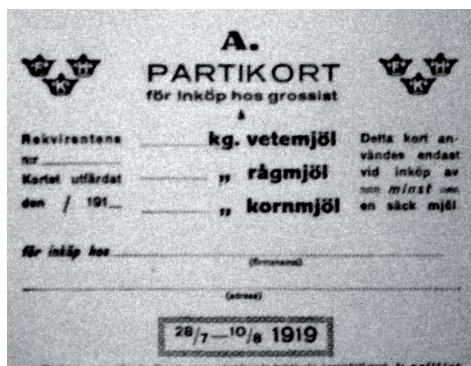 A.
PARTIKORT
för inköp hos grossist
à
F H K
F H K
Rekvirentens
n:r
Kortet utfärdat
den / 191
kg. vetemjöl
„ rågmjöl
„ kornmjöl
Detta kort an-
vändes endast
vid inköp av
minst
en säck mjöl.
för inköp hos
(firmanamn)
(adress)
28/7—10/8 1919